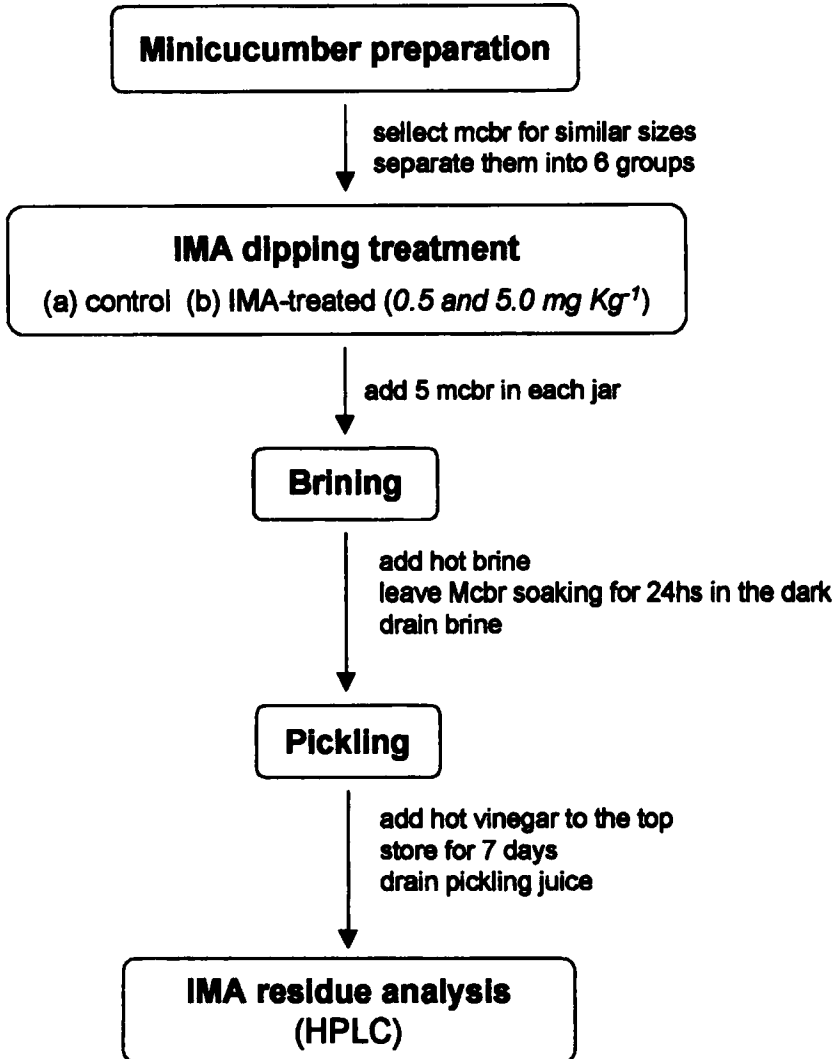 Minicucumber preparation
sellect mcbr for similar sizes
separate them into 6 groups
IMA dipping treatment
(a) control (b) IMA-treated (0.5 and 5.0 mg Kg⁻¹)
add 5 mcbr in each jar
Brining
add hot brine
leave Mcbr soaking for 24hs in the dark
drain brine
Pickling
add hot vinegar to the top
store for 7 days
drain pickling juice
IMA residue analysis
(HPLC)